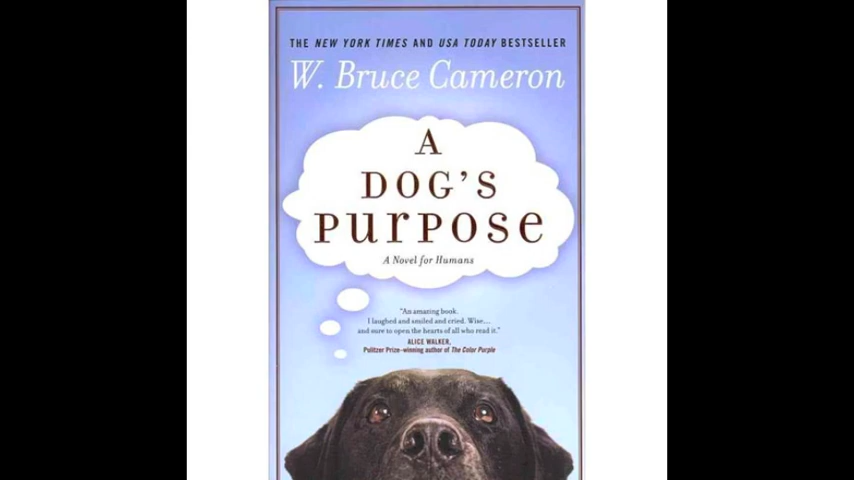 THE NEW YORK TIMES AND USA TODAY BESTSELLER
W. Bruce Cameron
A
DOG'S
PURPOSE
A Novel for Humans
"An amazing book.
I laughed and smiled and cried. Wise....
and sure to open the hearts of all who read it."
ALICE WALKER,
Pulitzer Prize–winning author of The Color Purple